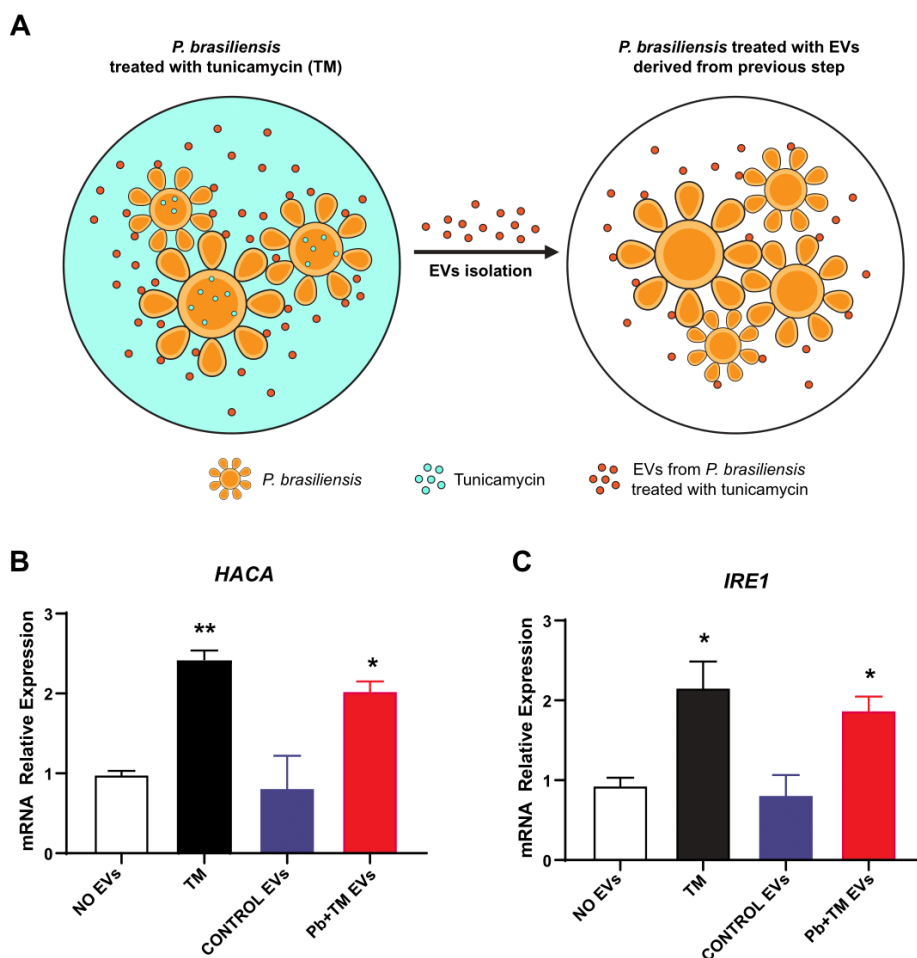 A
P. brasiliensis
treated with tunicamycin (TM)
P. brasiliensis treated with EVs
derived from previous step
EVs isolation
P. brasiliensis
Tunicamycin
EVs from P. brasiliensis
treated with tunicamycin
B
HACA
mRNA Relative Expression
3
2
1
0
**
*
NO EVs
TM
CONTROL EVs
Pb+TM EVs
C
IRE1
mRNA Relative Expression
3
2
1
0
*
*
NO EVs
TM
CONTROL EVs
Pb+TM EVs